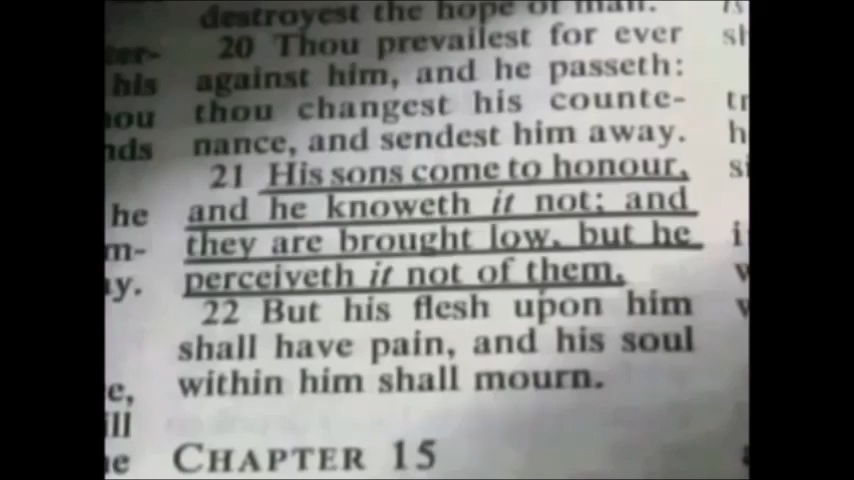 destroyest the hope of man.
20 Thou prevailest for ever
against him, and he passeth:
thou changest his counte-
nance, and sendest him away.
21 His sons come to honour,
and he knoweth it not; and
they are brought low, but he
perceiveth it not of them.
22 But his flesh upon him
shall have pain, and his soul
within him shall mourn.
CHAPTER 15
his
he